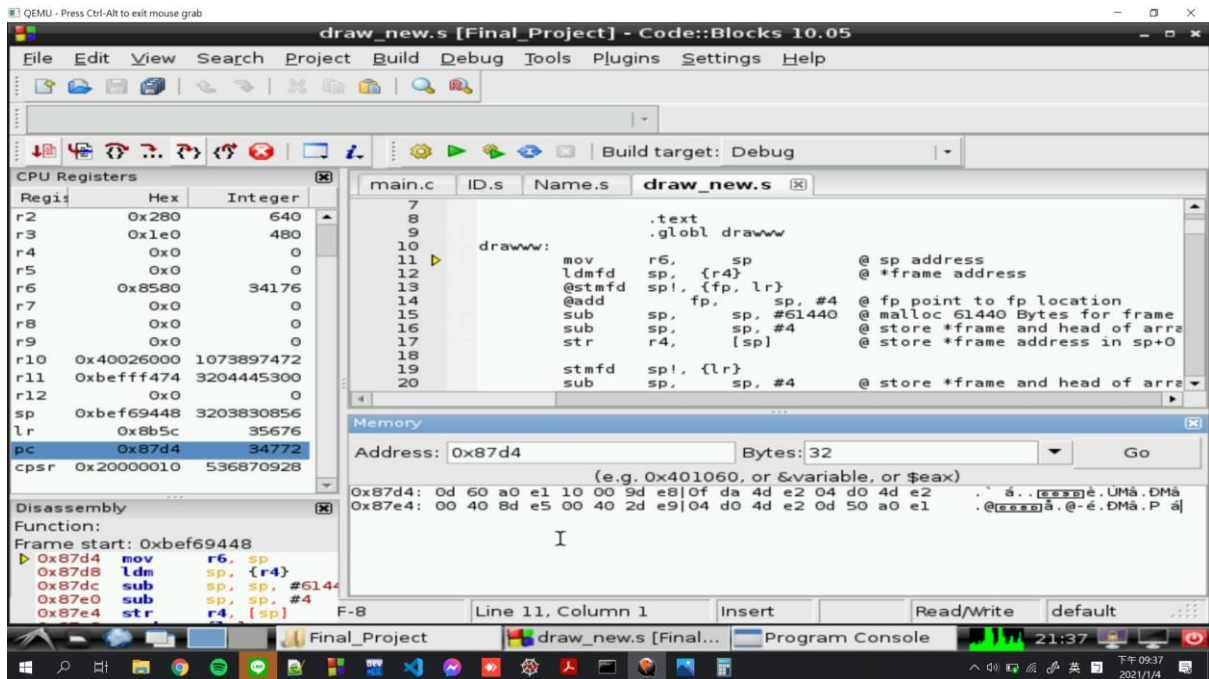 QEMU - Press Ctrl-Alt to exit mouse grab
draw_new.s [Final_Project] - Code::Blocks 10.05
File Edit View Search Project Build Debug Tools Plugins Settings Help
Build target: Debug
CPU Registers
Regis Hex Integer
r2 0x280 640
r3 0x1e0 480
r4 0x0 0
r5 0x0 0
r6 0x8580 34176
r7 0x0 0
r8 0x0 0
r9 0x0 0
r10 0x40026000 1073897472
r11 0xbefff474 3204445300
r12 0x0 0
sp 0xbef69448 3203830856
lr 0x8b5c 35676
pc 0x87d4 34772
cpsr 0x20000010 536870928
Disassembly
Function:
Frame start: 0xbef69448
0x87d4 mov r6, sp
0x87d8 ldm sp, {r4}
0x87dc sub sp, sp, #6144
0x87e0 sub sp, sp, #4
0x87e4 str r4, [sp]
main.c ID.s Name.s draw_new.s
7
8 .text
9 .globl drawww
10 drawww:
11 mov r6, sp @ sp address
12 ldmfd sp, {r4} @ *frame address
13 @stmfd sp!, {fp, lr}
14 @add fp, sp, #4 @ fp point to fp location
15 sub sp, sp, #61440 @ malloc 61440 Bytes for frame
16 sub sp, sp, #4 @ store *frame and head of arra
17 str r4, [sp] @ store *frame address in sp+0
18
19 stmfd sp!, {lr}
20 sub sp, sp, #4 @ store *frame and head of arra
Memory
Address: 0x87d4 Bytes: 32 Go
(e.g. 0x401060, or &variable, or $eax)
0x87d4: 0d 60 a0 e1 10 00 9d e8|0f da 4d e2 04 d0 4d e2
0x87e4: 00 40 8d e5 00 40 2d e9|04 d0 4d e2 0d 50 a0 e1
F-8 Line 11, Column 1 Insert Read/Write default
Final_Project draw_new.s [Final... Program Console 21:37
英 下午 09:37
2021/1/4